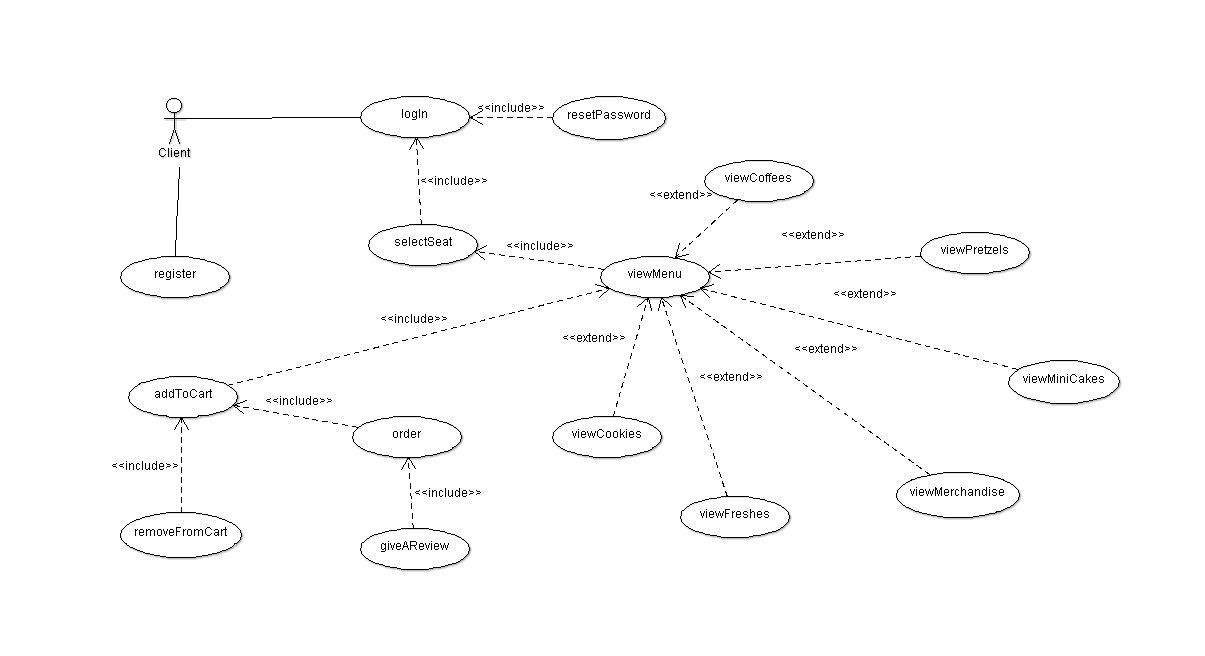 logIn
<<include>>
resetPassword
Client
<<include>>
viewCoffees
<<extend>>
selectSeat
<<include>>
<<extend>>
viewPretzels
register
viewMenu
<<extend>>
<<include>>
<<extend>>
<<extend>>
<<extend>>
viewMiniCakes
addToCart
<<include>>
order
viewCookies
<<include>>
<<include>>
viewMerchandise
viewFreshes
removeFromCart
giveAReview